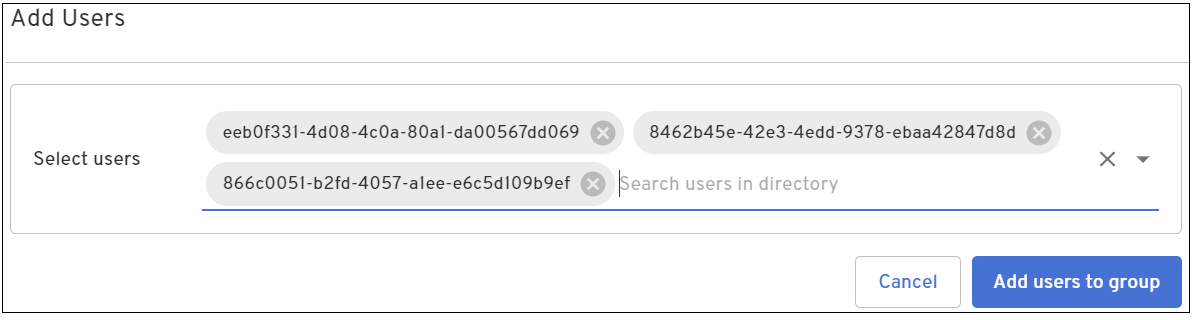 Add Users
eeb0f331-4d08-4c0a-80a1-da00567dd069 8462b45e-42e3-4edd-9378-ebaa42847d8d
Select users
866c0051-b2fd-4057-a1ee-e6c5d109b9ef Search users in directory
Cancel Add users to group